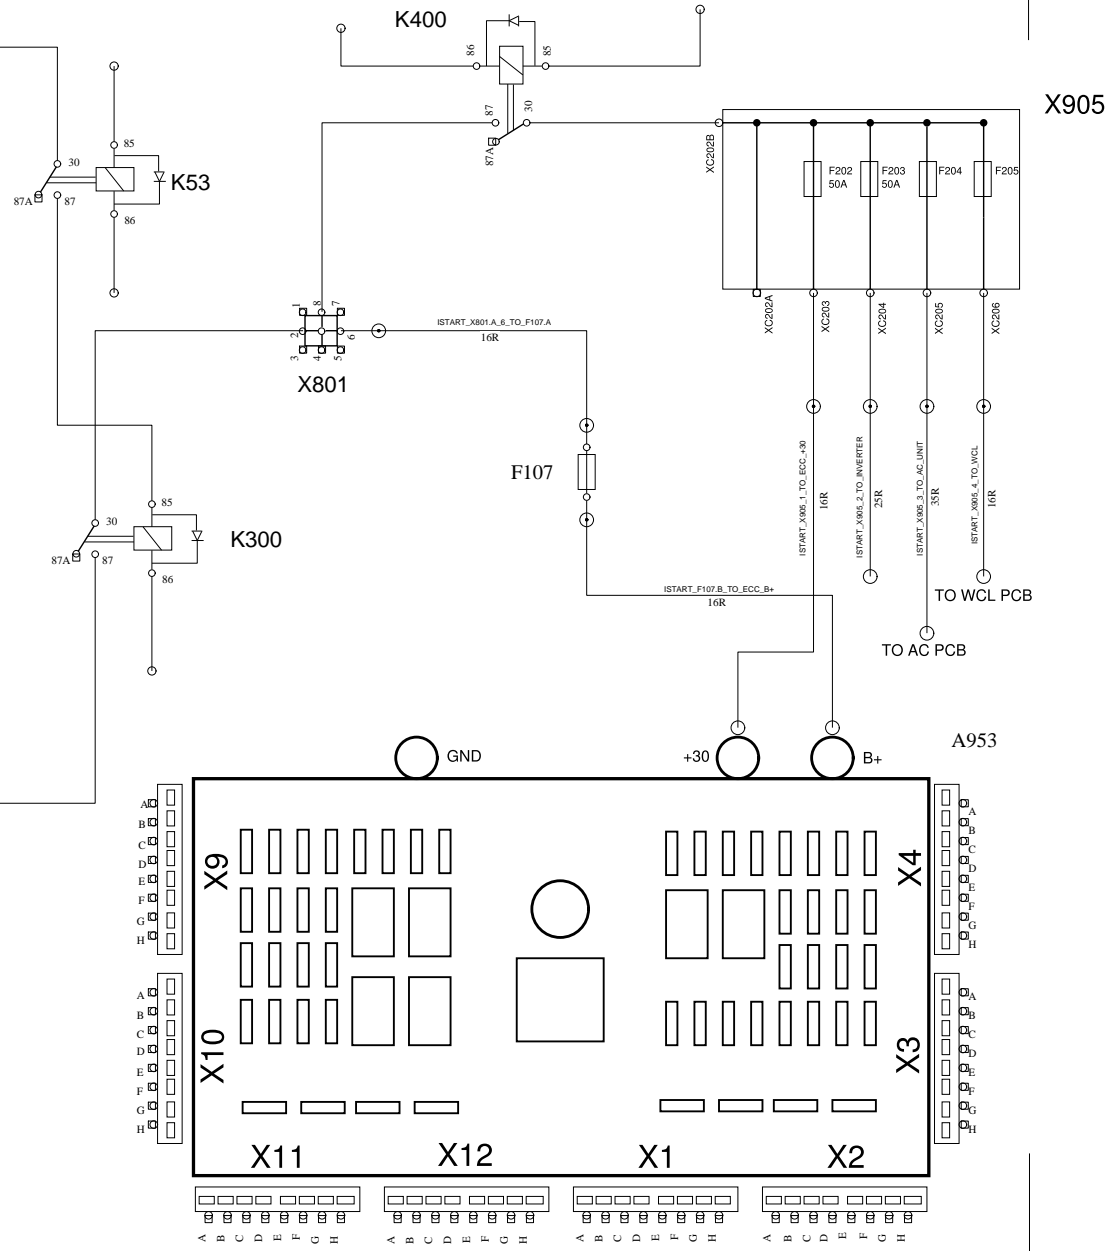 K400
86
85
X905
87
30
87A
XC202B
F202
50A
F203
50A
F204
F205
85
30
K53
87A
87
86
XC202A
XC203
XC204
XC205
XC206
1
8
7
2
6
3
4
5
X801
ISTART_X801.A_6_TO_F107.A
16R
F107
ISTART_X905_1_TO_ECC_+30
16R
ISTART_X905_2_TO_INVERTER
25R
ISTART_X905_3_TO_AC_UNIT
35R
ISTART_X905_4_TO_WCL
16R
85
30
K300
87A
87
86
ISTART_F107.B_TO_ECC_B+
16R
TO WCL PCB
TO AC PCB
A953
GND
+30
B+
A
B
C
D
E
F
G
H
X9
X4
A
B
C
D
E
F
G
H
A
B
C
D
E
F
G
H
X10
X3
A
B
C
D
E
F
G
H
X11
X12
X1
X2
A B C D E F G H
A B C D E F G H
A B C D E F G H
A B C D E F G H